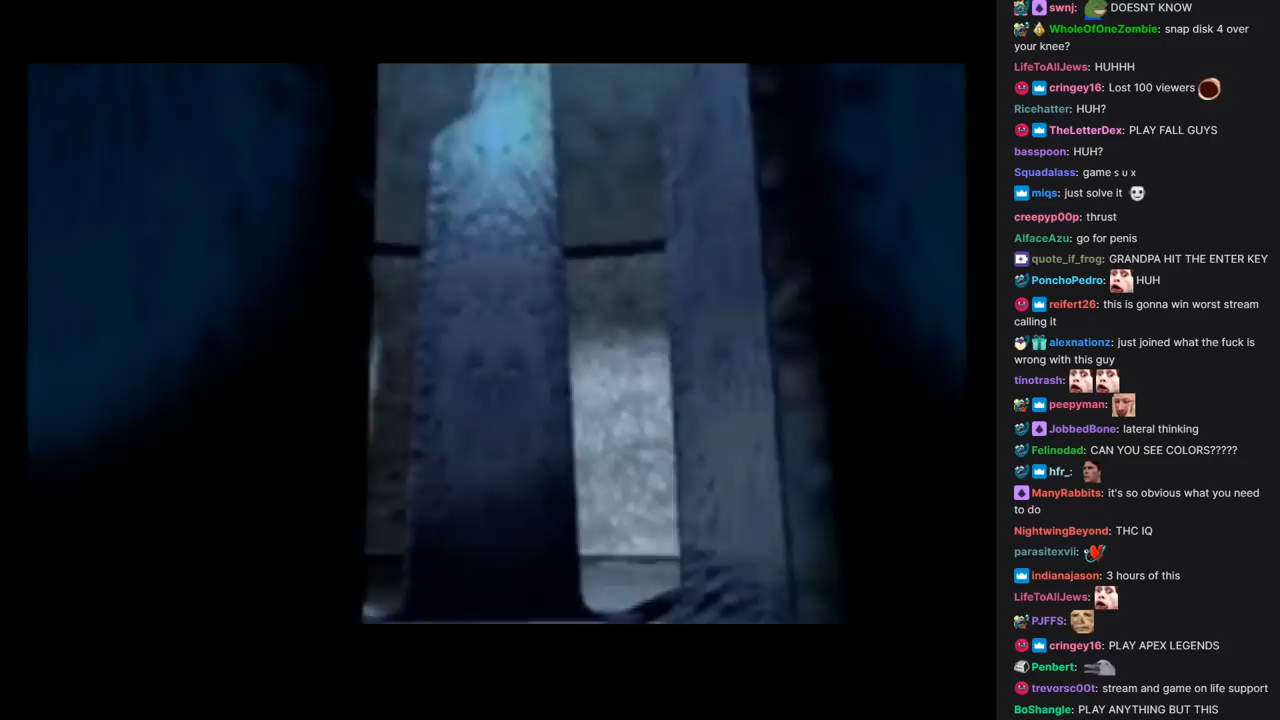 swnj: DOESNT KNOW
WholeOfOneZombie: snap disk 4 over
your knee?
LifeToAllJews: HUHHH
cringey16: Lost 100 viewers
Ricehatter: HUH?
TheLetterDex: PLAY FALL GUYS
basspoon: HUH?
Squadalass: game s u x
miqs: just solve it
creepyp00p: thrust
AlfaceAzu: go for penis
quote_if_frog: GRANDPA HIT THE ENTER KEY
PonchoPedro: HUH
reifert26: this is gonna win worst stream
calling it
alexnationz: just joined what the fuck is
wrong with this guy
tinotrash:
peepyman:
JobbedBone: lateral thinking
Felinodad: CAN YOU SEE COLORS?????
hfr_:
ManyRabbits: it's so obvious what you need
to do
NightwingBeyond: THC IQ
parasitexvii:
indianajason: 3 hours of this
LifeToAllJews:
PJFFS:
cringey16: PLAY APEX LEGENDS
Penbert:
trevorsc00t: stream and game on life support
BoShangle: PLAY ANYTHING BUT THIS